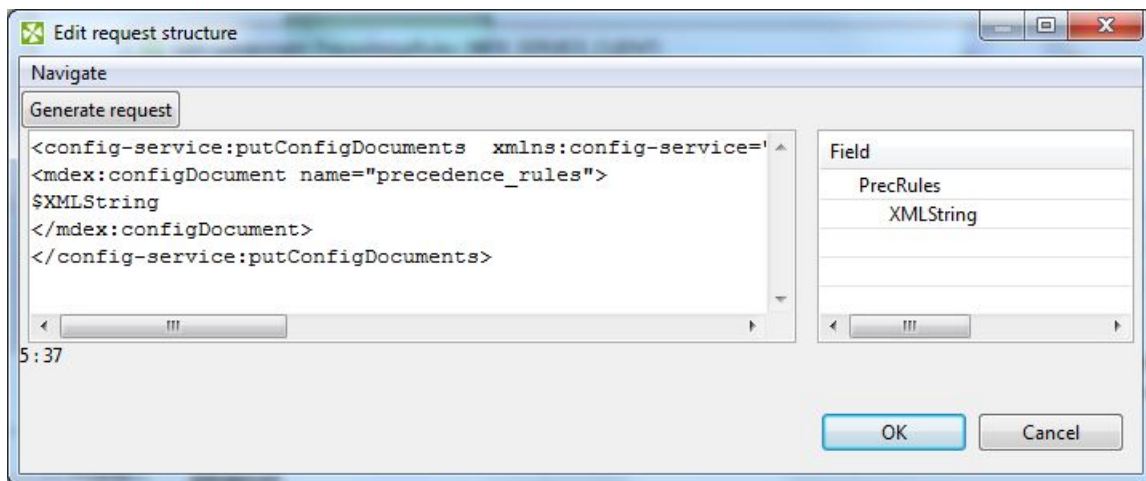 Edit request structure
Navigate
Generate request
<config-service:putConfigDocuments  xmlns:config-service='
<mdex:configDocument name="precedence_rules">
$XMLString
</mdex:configDocument>
</config-service:putConfigDocuments>
Field
PrecRules
XMLString
5:37
OK
Cancel